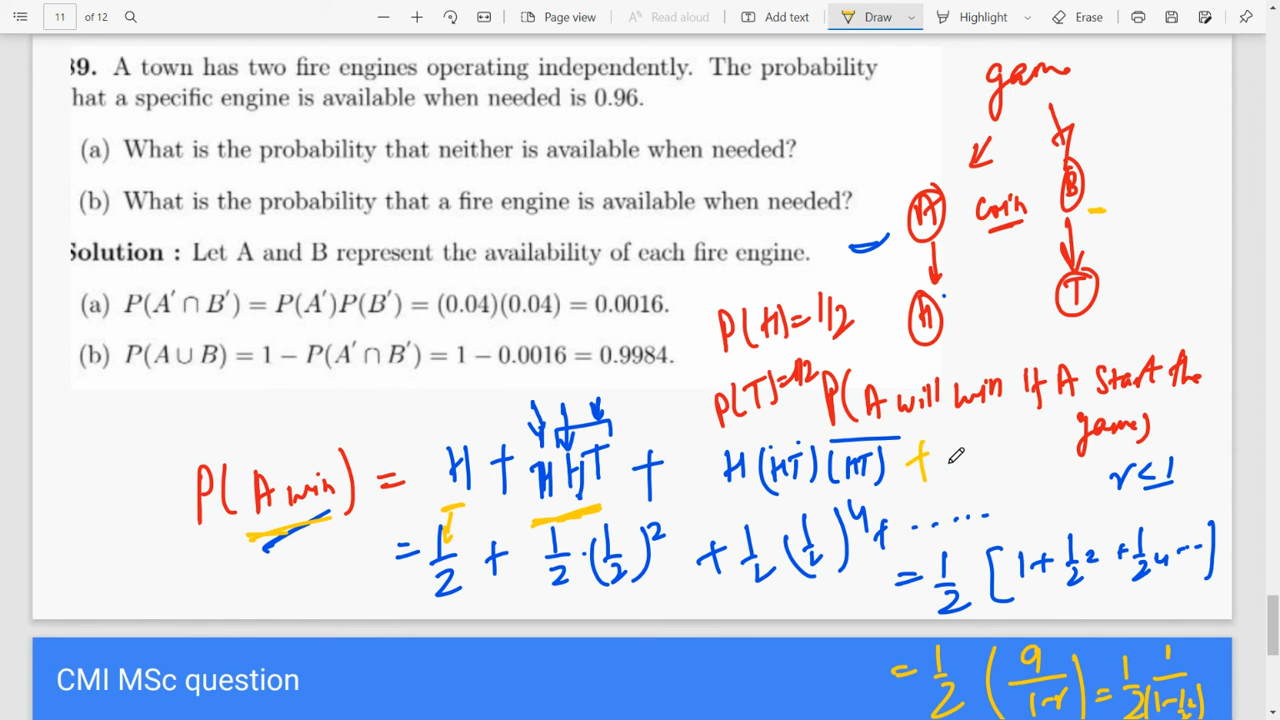 11 of 12
Page view
Read aloud
Add text
Draw
Highlight
Erase
39. A town has two fire engines operating independently. The probability
hat a specific engine is available when needed is 0.96.
(a) What is the probability that neither is available when needed?
(b) What is the probability that a fire engine is available when needed?
Solution : Let A and B represent the availability of each fire engine.
(a) P(A′ ∩ B′) = P(A′)P(B′) = (0.04)(0.04) = 0.0016.
(b) P(A ∪ B) = 1 − P(A′ ∩ B′) = 1 − 0.0016 = 0.9984.
game
A coin B
H T
P(H)=1/2
P(T)=1/2
P(A will win if A start the
game)
r<1
P(A win) = H + HHT + H(HT)(HT) +
= 1/2 + 1/2·(1/2)² + 1/2(1/2)⁴ + ......
= 1/2 [1+1/2²+1/2⁴...]
= 1/2 (a/1-r) = 1/2 1/(1-1/2²)
CMI MSc question